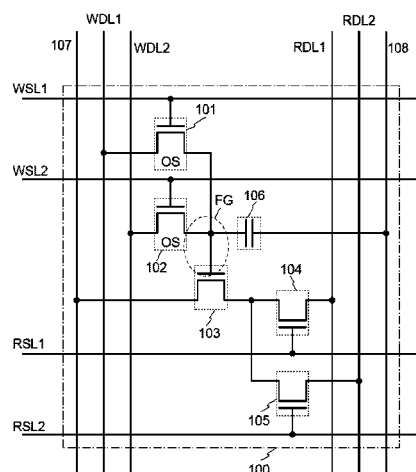 WDL1
RDL2
107
WDL2
RDL1
108
WSL1
101
OS
WSL2
FG
106
OS
102
104
103
RSL1
105
RSL2
100